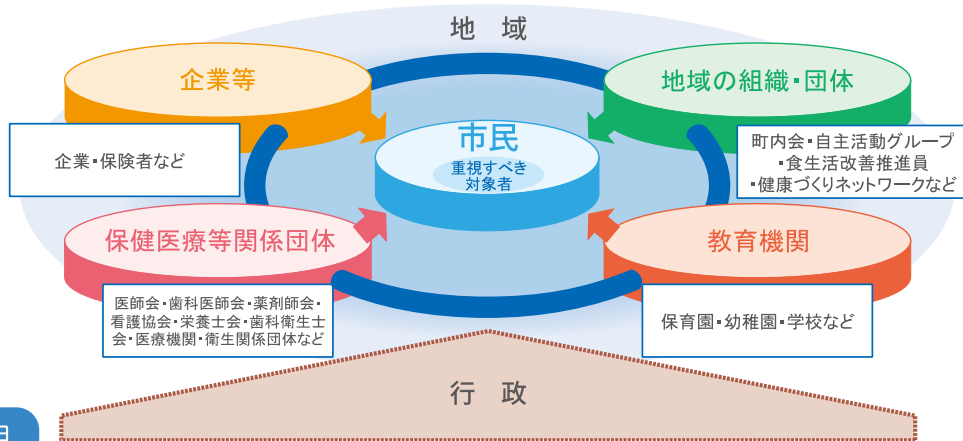 地 域
企業等
地域の組織・団体
企業・保険者など
市民
重視すべき
対象者
町内会・自主活動グループ
・食生活改善推進員
・健康づくりネットワークなど
保健医療等関係団体
教育機関
医師会・歯科医師会・薬剤師会・
看護協会・栄養士会・歯科衛生士
会・医療機関・衛生関係団体など
保育園・幼稚園・学校など
行 政